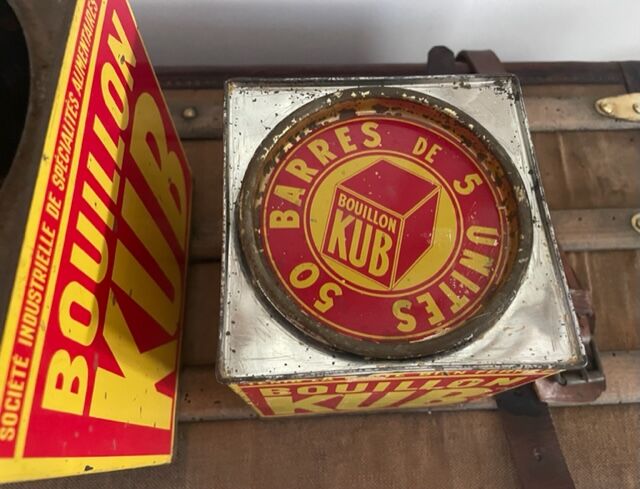 SOCIÉTÉ INDUSTRIELLE DE SPÉCIALITÉS ALIMENTAIRES
BOUILLON
KUB
50 BARRES DE 5 UNITÉS
BOUILLON
KUB
BOUILLON
KUB